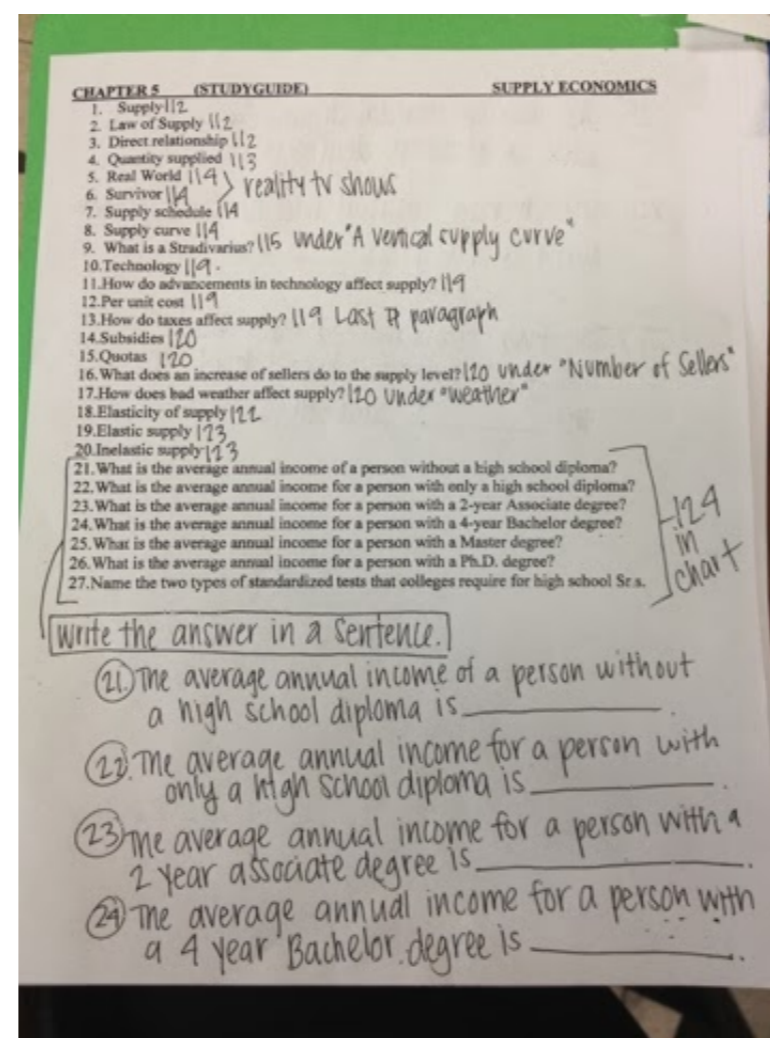 CHAPTER 5 (STUDYGUIDE) SUPPLY ECONOMICS
1. Supply 112
2. Law of Supply 112
3. Direct relationship 112
4. Quantity supplied 113
5. Real World 114
6. Survivor 114 reality tv shows
7. Supply schedule 114
8. Supply curve 114
9. What is a Stradivarius? 115 under "A vertical supply curve"
10.Technology 119.
11.How do advancements in technology affect supply? 119
12.Per unit cost 119
13.How do taxes affect supply? 119 Last paragraph
14.Subsidies 120
15.Quotas 120
16.What does an increase of sellers do to the supply level? 120 under "Number of Sellers"
17.How does bad weather affect supply? 120 under "weather"
18.Elasticity of supply 122
19.Elastic supply 123
20.Inelastic supply 123
21.What is the average annual income of a person without a high school diploma?
22.What is the average annual income for a person with only a high school diploma?
23.What is the average annual income for a person with a 2-year Associate degree?
24.What is the average annual income for a person with a 4-year Bachelor degree?
25.What is the average annual income for a person with a Master degree?
26.What is the average annual income for a person with a Ph.D. degree?
27.Name the two types of standardized tests that colleges require for high school Sr.s.
124
in
chart
Write the answer in a sentence.
21. The average annual income of a person without
a high school diploma is ________.
22. The average annual income for a person with
only a high school diploma is ________.
23 The average annual income for a person with a
2 year associate degree is ________.
24 The average annual income for a person with
a 4 year Bachelor degree is ________.